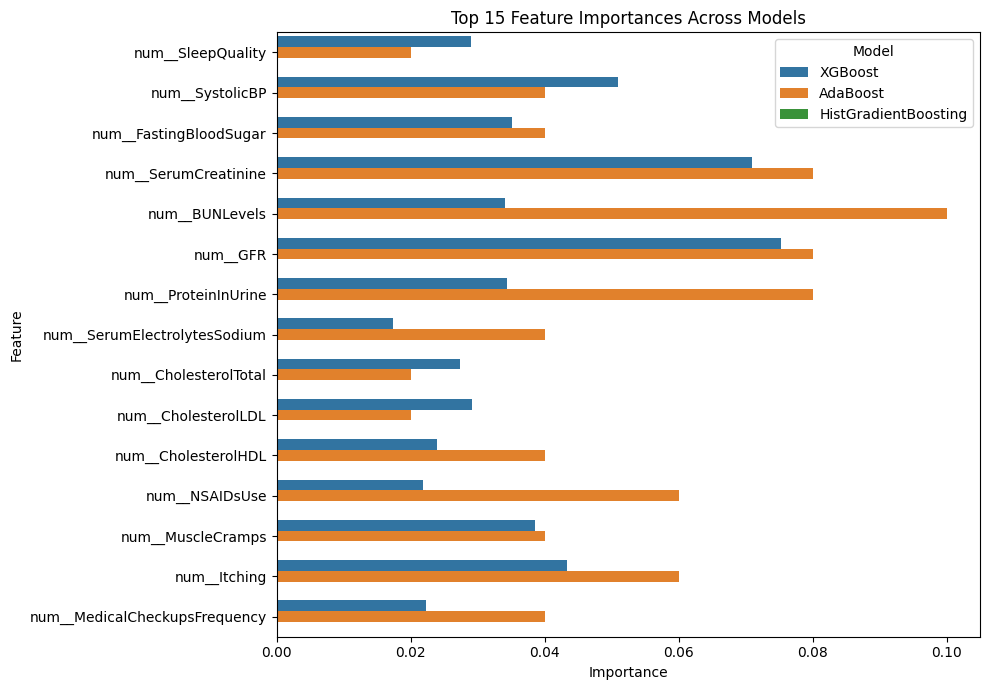 Top 15 Feature Importances Across Models
Model
XGBoost
AdaBoost
HistGradientBoosting
Feature
num__SleepQuality
num__SystolicBP
num__FastingBloodSugar
num__SerumCreatinine
num__BUNLevels
num__GFR
num__ProteinInUrine
num__SerumElectrolytesSodium
num__CholesterolTotal
num__CholesterolLDL
num__CholesterolHDL
num__NSAIDsUse
num__MuscleCramps
num__Itching
num__MedicalCheckupsFrequency
0.00 0.02 0.04 0.06 0.08 0.10
Importance